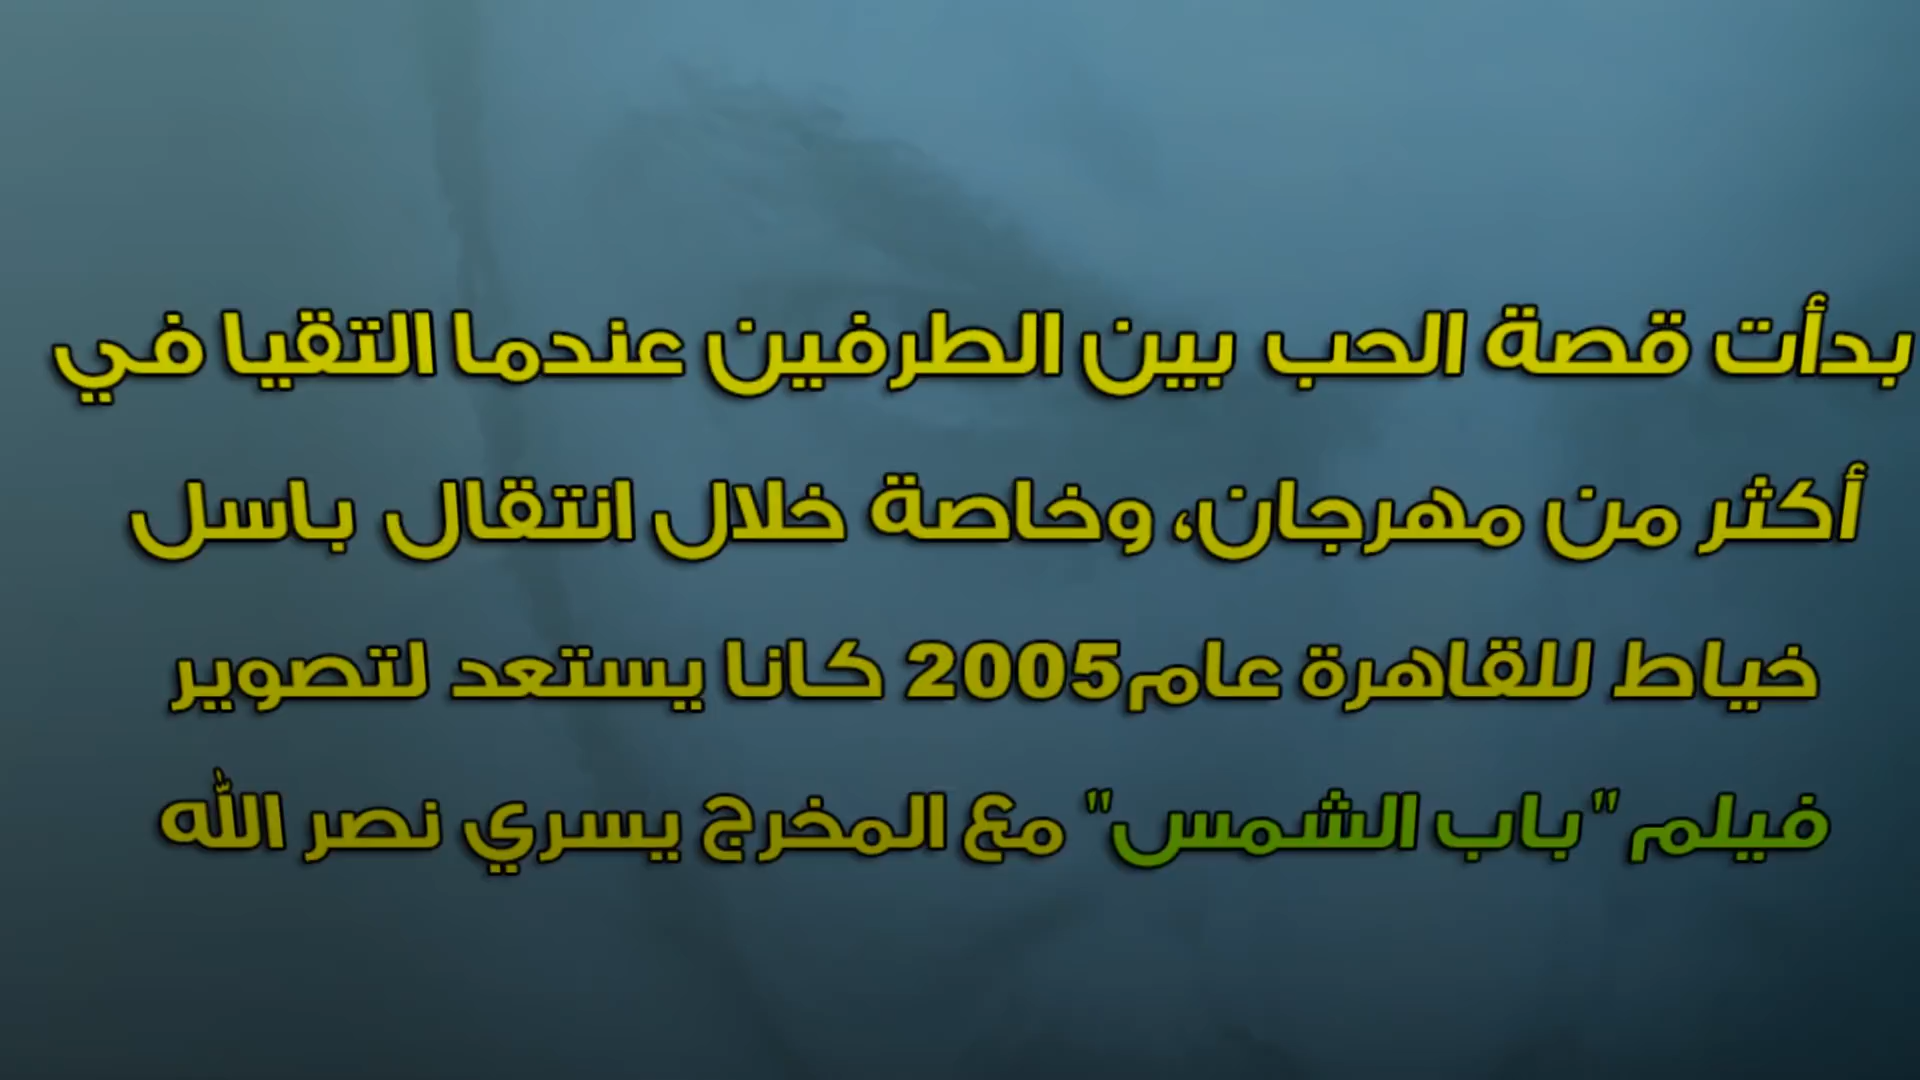 بدأت قصة الحب بين الطرفين عندما التقيا في
أكثر من مهرجان، وخاصة خلال انتقال باسل
خياط للقاهرة عام2005 كانا يستعد لتصوير
فيلم "باب الشمس" مع المخرج يسري نصر الله